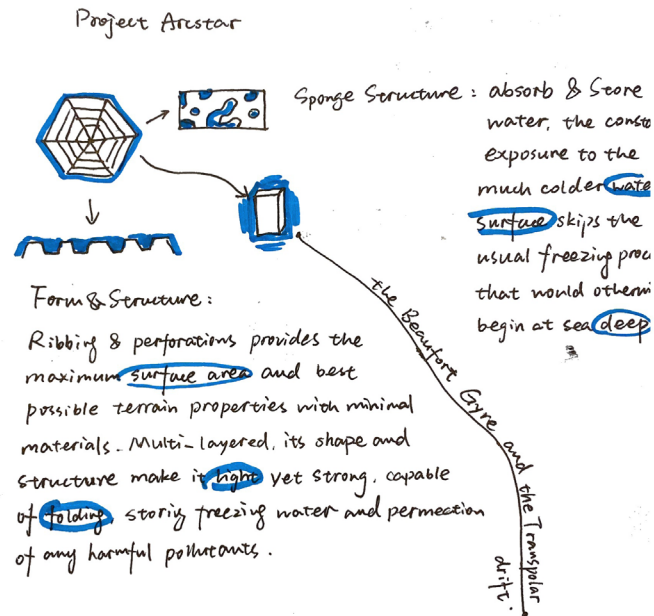 Project Arcstar
Sponge Structure : absorb & Store
water, the const
exposure to the
much colder wate
surface skips the
usual freezing proc
that would otherwi
begin at sea deep
Form & Structure :
Ribbing & perforations provides the
maximum surface area and best
possible terrain properties with minimal
materials. Multi-layered, its shape and
structure make it light yet strong, capable
of folding, storig freezing water and permection
of any harmful pollutants.
the Beaufort Gyre and the Transpolar
drift.